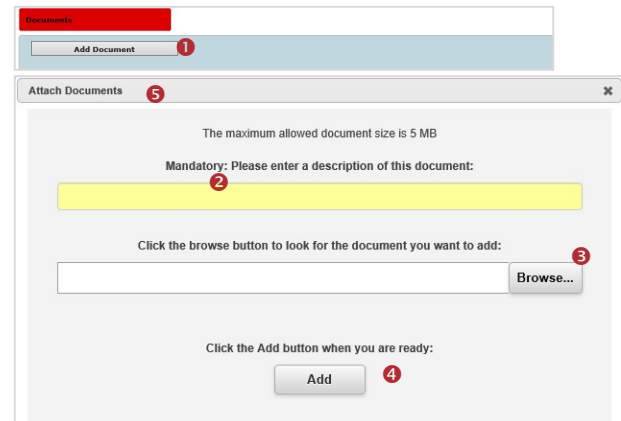 Documents
Add Document 1
Attach Documents 5 ×
The maximum allowed document size is 5 MB
Mandatory: Please enter a description of this document:
2
Click the browse button to look for the document you want to add:
3
Browse...
Click the Add button when you are ready:
Add 4